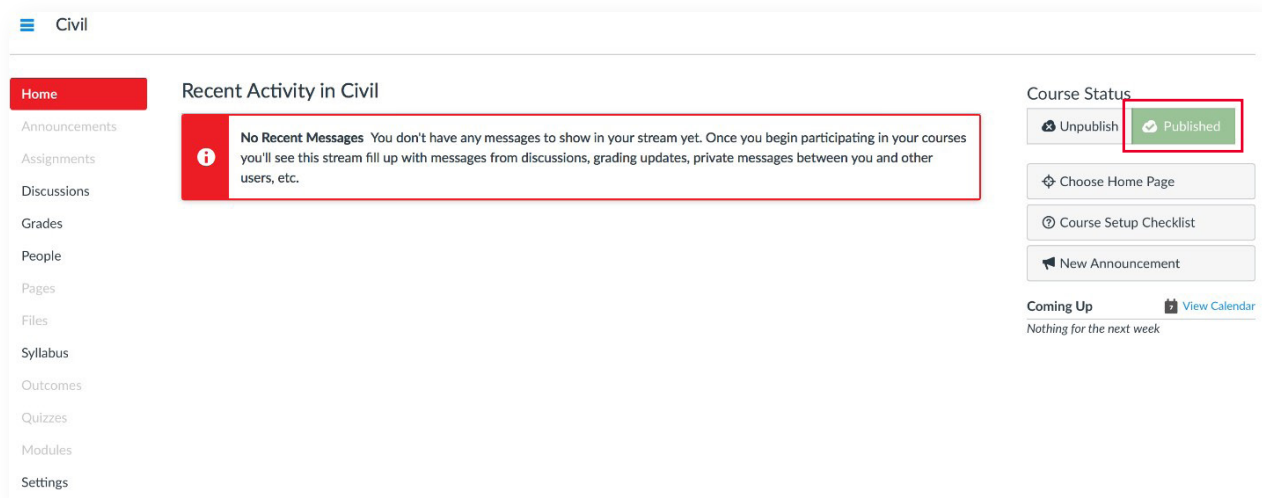 Civil
Home
Announcements
Assignments
Discussions
Grades
People
Pages
Files
Syllabus
Outcomes
Quizzes
Modules
Settings
Recent Activity in Civil
No Recent Messages You don't have any messages to show in your stream yet. Once you begin participating in your courses
you'll see this stream fill up with messages from discussions, grading updates, private messages between you and other
users, etc.
Course Status
Unpublish Published
Choose Home Page
Course Setup Checklist
New Announcement
Coming Up 7 View Calendar
Nothing for the next week